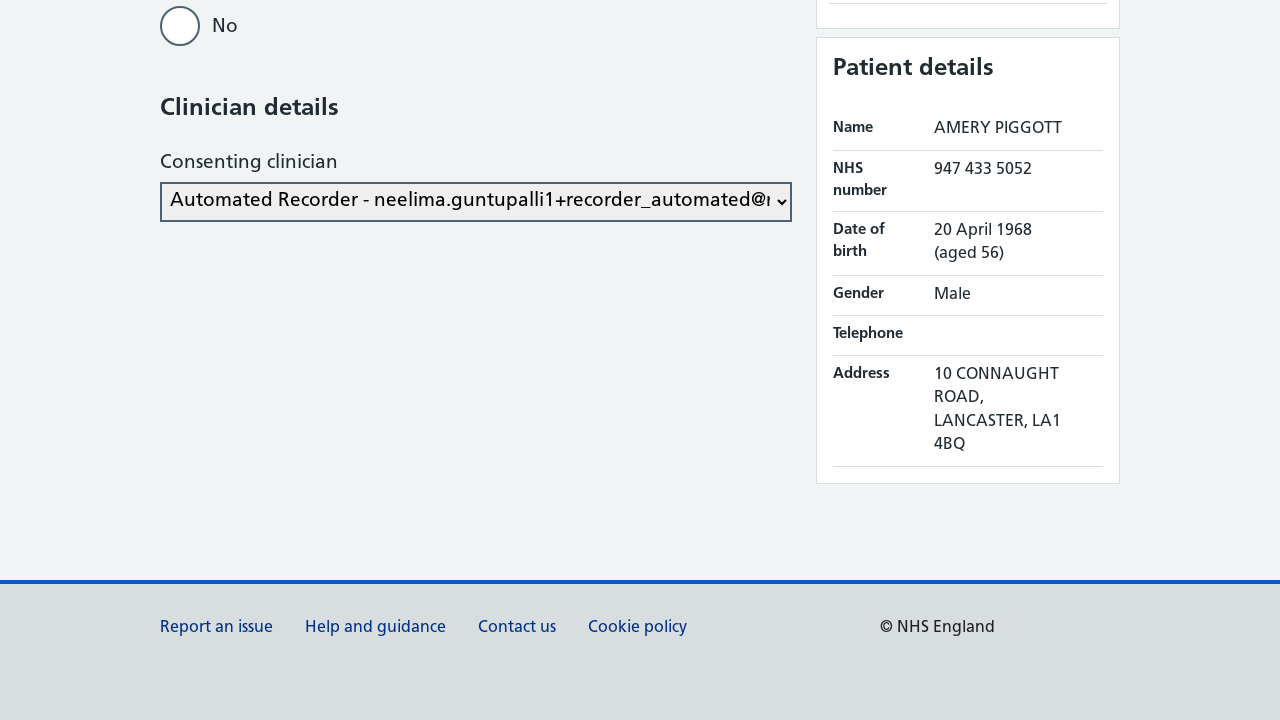 No
Clinician details
Consenting clinician
Automated Recorder - neelima.guntupalli1+recorder_automated@r
Patient details
Name AMERY PIGGOTT
NHS number 947 433 5052
Date of birth 20 April 1968 (aged 56)
Gender Male
Telephone
Address 10 CONNAUGHT
ROAD,
LANCASTER, LA1
4BQ
Report an issue Help and guidance Contact us Cookie policy © NHS England